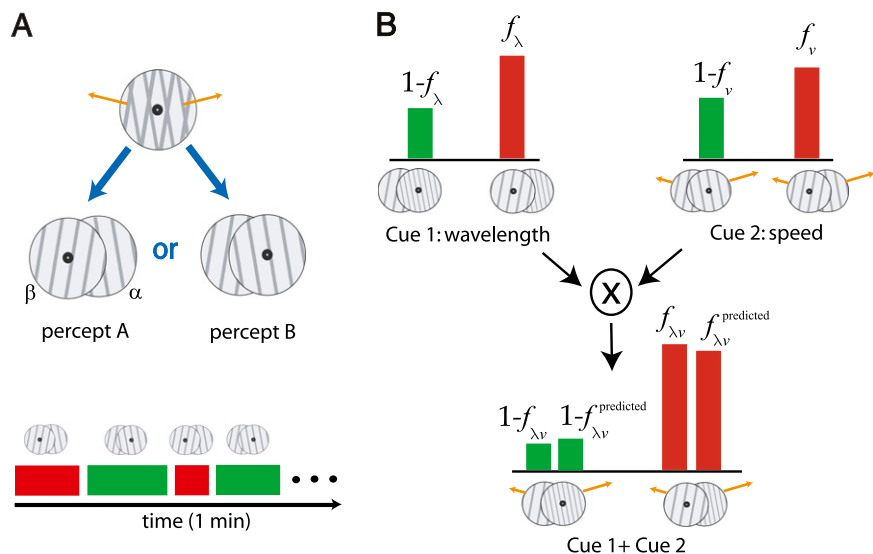 A
β
α
or
percept A
percept B
time (1 min)
B
1-fλ
fλ
Cue 1: wavelength
1-fv
fv
Cue 2: speed
X
1-fλv
1-fλv predicted
fλv
fλv predicted
Cue 1+ Cue 2